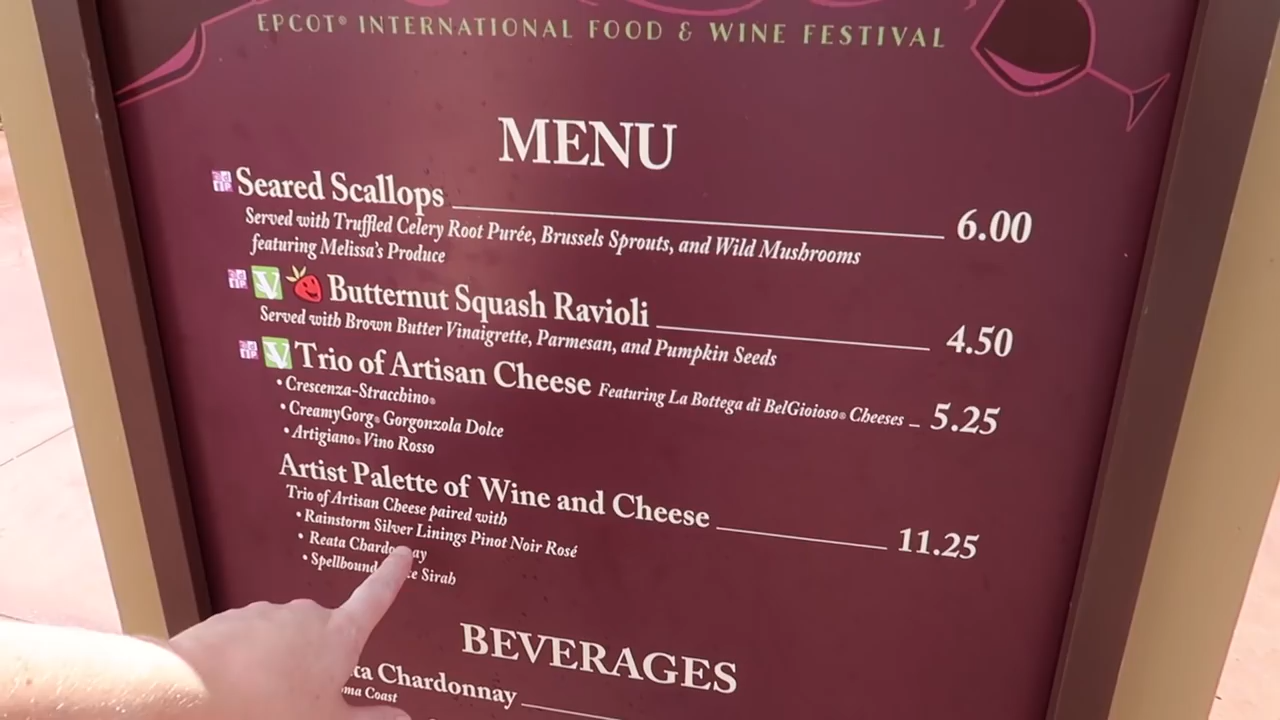 EPCOT® INTERNATIONAL FOOD & WINE FESTIVAL
MENU
Seared Scallops 6.00
Served with Truffled Celery Root Purée, Brussels Sprouts, and Wild Mushrooms
featuring Melissa's Produce
Butternut Squash Ravioli 4.50
Served with Brown Butter Vinaigrette, Parmesan, and Pumpkin Seeds
Trio of Artisan Cheese Featuring La Bottega di BelGioioso® Cheeses 5.25
• Crescenza-Stracchino®
• CreamyGorg® Gorgonzola Dolce
• Artigiano® Vino Rosso
Artist Palette of Wine and Cheese 11.25
Trio of Artisan Cheese paired with
• Rainstorm Silver Linings Pinot Noir Rosé
• Reata Chardonnay
• Spellbound Sirah
BEVERAGES
Chardonnay
Coast